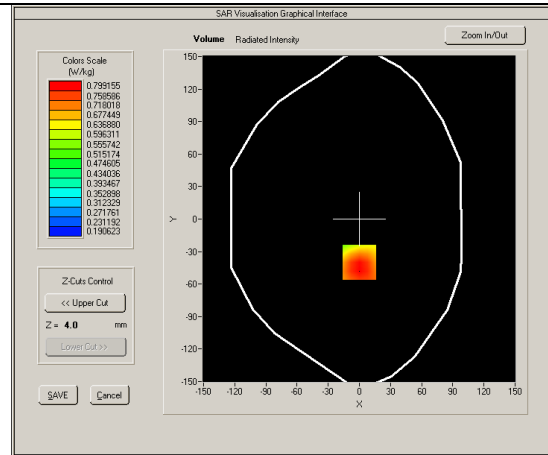 SAR Visualisation Graphical Interface
Volume Radiated Intensity
Zoom In/Out
Colors Scale
(W/kg)
0.799155
0.758586
0.718018
0.677449
0.636880
0.596311
0.555742
0.515174
0.474605
0.434036
0.393467
0.352898
0.312329
0.271761
0.231192
0.190623
Z-Cuts Control
<< Upper Cut
Z = 4.0 mm
Lower Cut >>
SAVE Cancel
150
120
90
60
30
0
-30
-60
-90
-120
-150
Y
-150 -120 -90 -60 -30 0 30 60 90 120 150
X